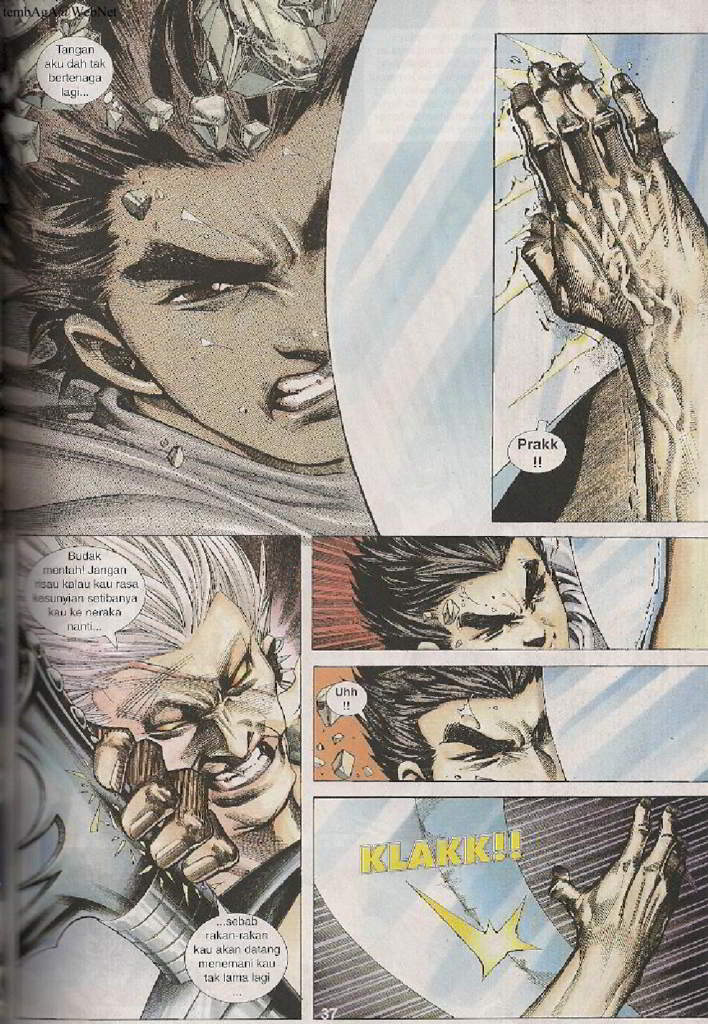 tembAgA // WebNet
Tangan
aku dah tak
bertenaga
lagi...
Prakk
!!
Budak
mentah! Jangan
risau kalau kau rasa
kesunyian setibanya
kau ke neraka
nanti...
Uhh
!!
KLAKK!!
...sebab
rakan-rakan
kau akan datang
menemani kau
tak lama lagi
...
37